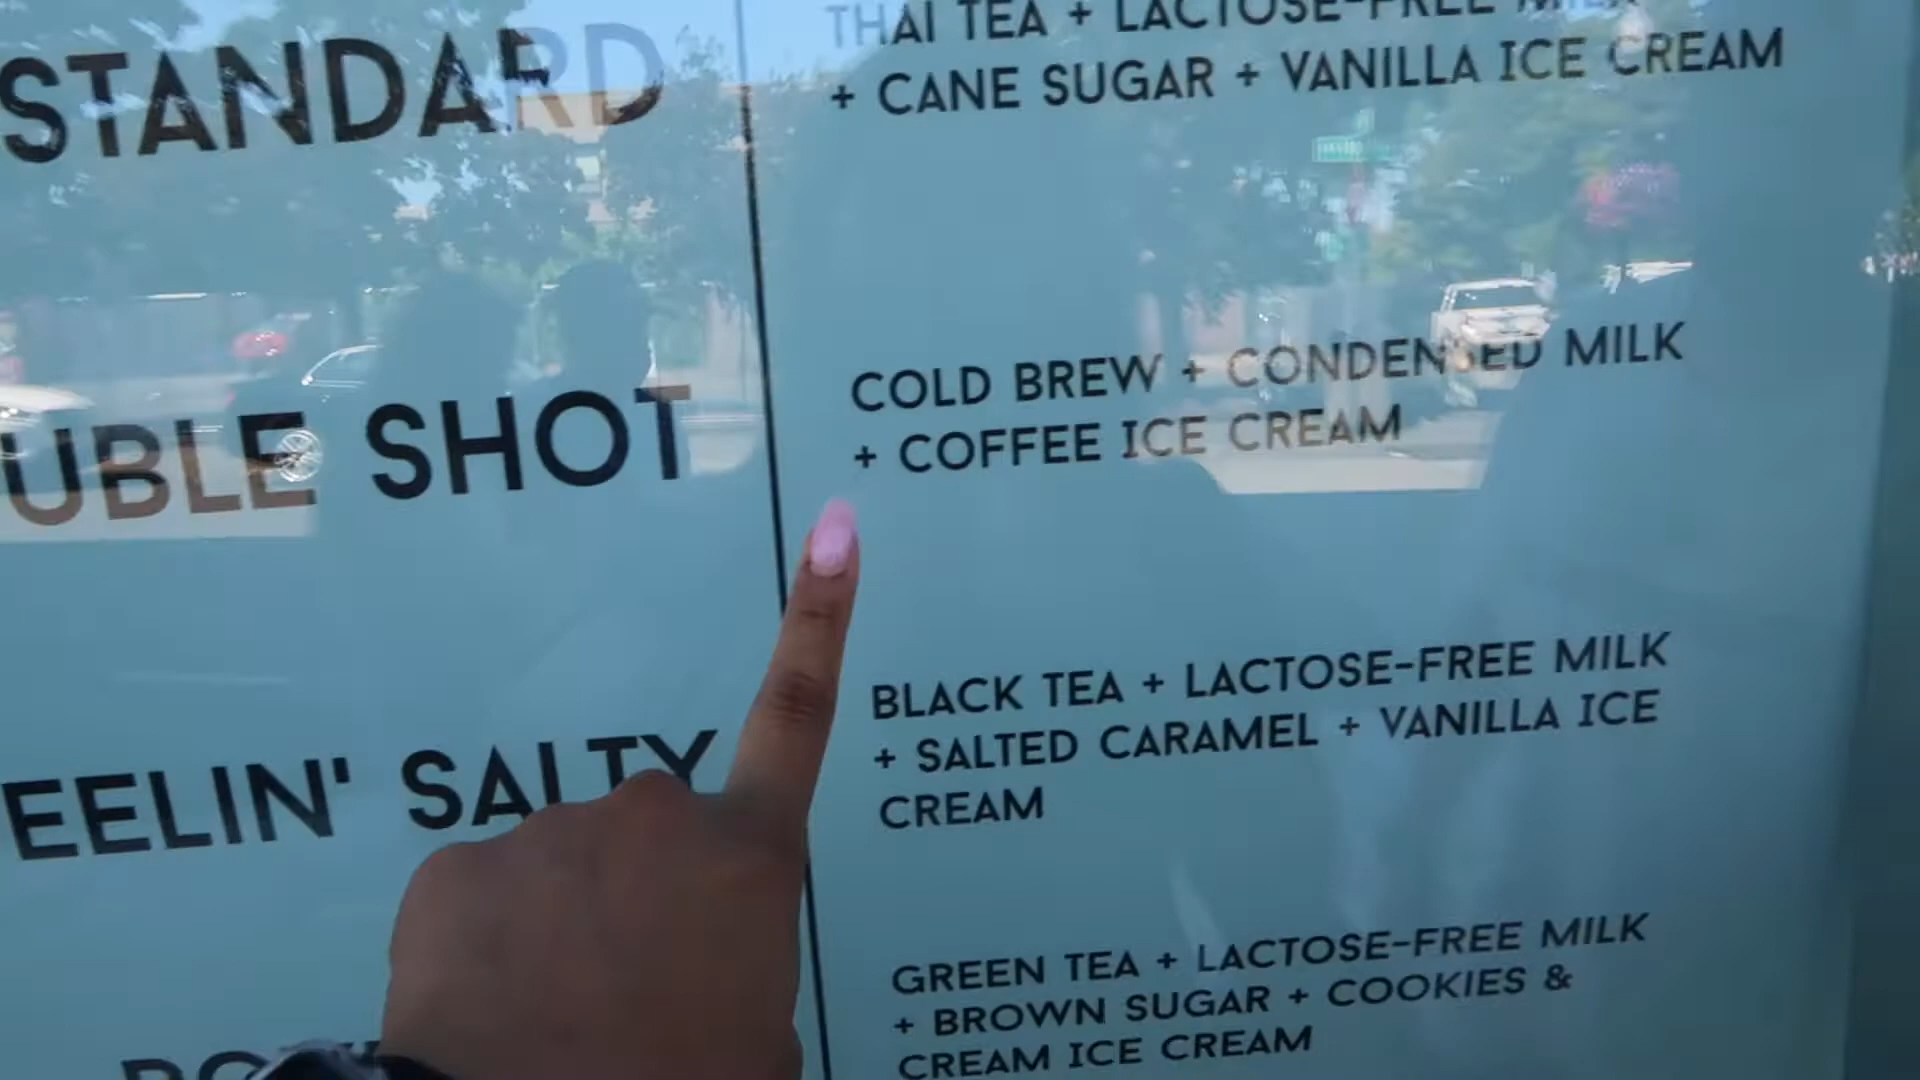 STANDARD
THAI TEA + LACTOSE-FREE MILK
+ CANE SUGAR + VANILLA ICE CREAM
UBLE SHOT
COLD BREW + CONDENSED MILK
+ COFFEE ICE CREAM
EELIN' SALTY
BLACK TEA + LACTOSE-FREE MILK
+ SALTED CARAMEL + VANILLA ICE
CREAM
GREEN TEA + LACTOSE-FREE MILK
+ BROWN SUGAR + COOKIES &
CREAM ICE CREAM